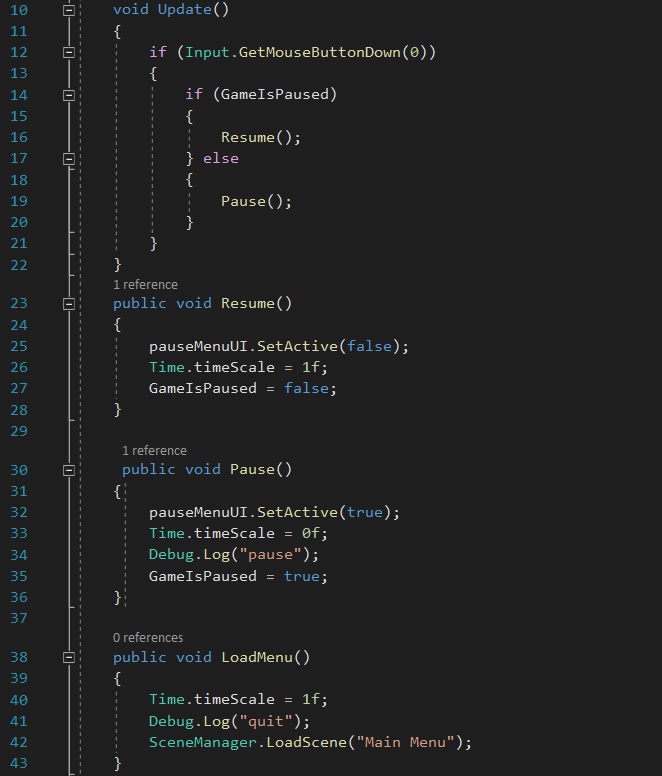 10 void Update()
11 {
12 if (Input.GetMouseButtonDown(0))
13 {
14 if (GameIsPaused)
15 {
16 Resume();
17 } else
18 {
19 Pause();
20 }
21 }
22 }
1 reference
23 public void Resume()
24 {
25 pauseMenuUI.SetActive(false);
26 Time.timeScale = 1f;
27 GameIsPaused = false;
28 }
29
1 reference
30 public void Pause()
31 {
32 pauseMenuUI.SetActive(true);
33 Time.timeScale = 0f;
34 Debug.Log("pause");
35 GameIsPaused = true;
36 }
37
0 references
38 public void LoadMenu()
39 {
40 Time.timeScale = 1f;
41 Debug.Log("quit");
42 SceneManager.LoadScene("Main Menu");
43 }